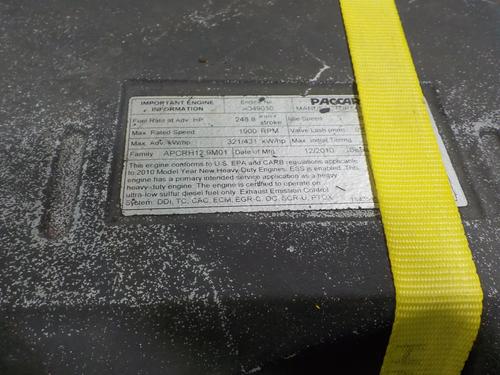 IMPORTANT ENGINE INFORMATION
Engine No.
PACCAR
Fuel Rate at Adv. HP 248.8 stroke Idle Speed
Max. Rated Speed 1900 RPM Valve Lash (mm)
Max. Adv. kW/hp 321/431 kW/hp Initial Timing
Family APCRH12.9M01 Date of Mfg. 12/2010
This engine conforms to U.S. EPA and CARB regulations applicable
to 2010 Model Year New Heavy Duty Engines. ESS is enabled. This
engine has a primary intended service application as a heavy
heavy-duty engine. The engine is certified to operate on
ultra-low sulfur diesel fuel only. Exhaust Emission Control
System: DDI, TC, CAC, ECM, EGR-C, OC, SCR-U, PTOX